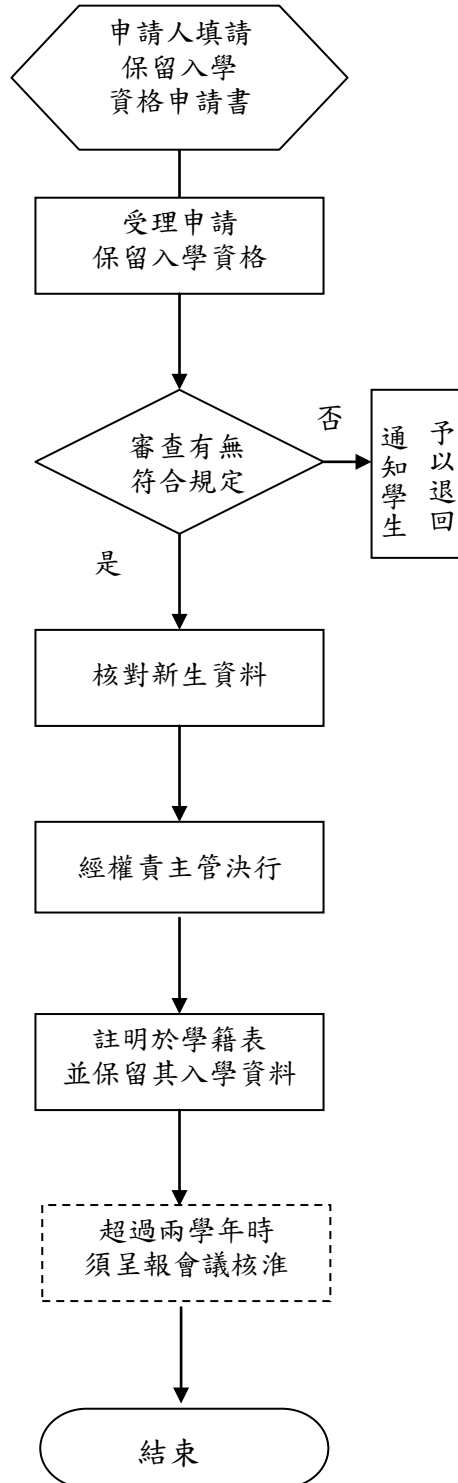 申請人填請
保留入學
資格申請書
受理申請
保留入學資格
審查有無
符合規定
否
予以退回
通知學生
是
核對新生資料
經權責主管決行
註明於學籍表
並保留其入學資料
超過兩學年時
須呈報會議核淮
結束